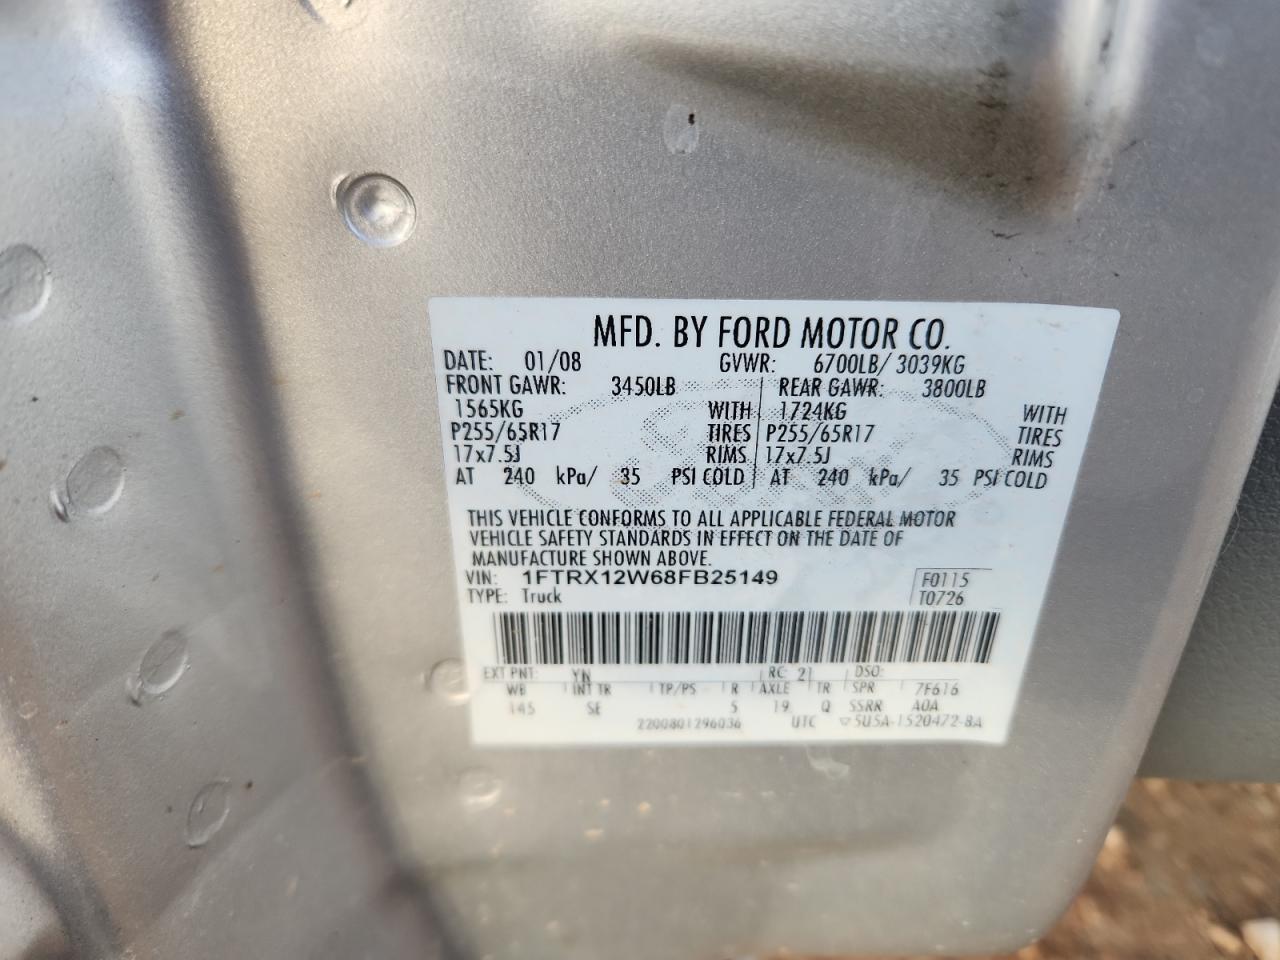 MFD. BY FORD MOTOR CO.
DATE: 01/08 GVWR: 6700LB/ 3039KG
FRONT GAWR: 3450LB REAR GAWR: 3800LB
1565KG WITH 1724KG WITH
P255/65R17 TIRES P255/65R17 TIRES
17x7.5J RIMS 17x7.5J RIMS
AT 240 kPa/ 35 PSI COLD AT 240 kPa/ 35 PSI COLD
THIS VEHICLE CONFORMS TO ALL APPLICABLE FEDERAL MOTOR
VEHICLE SAFETY STANDARDS IN EFFECT ON THE DATE OF
MANUFACTURE SHOWN ABOVE.
VIN: 1FTRX12W68FB25149 F0115
TYPE: Truck T0726
EXT PNT: YN RC: 21 DSO:
WB INT TR TP/PS R AXLE TR SPR 7F616
145 SE 5 19 Q SSRR A0A
2200801296036 UTC ▽5U5A-1520472-BA